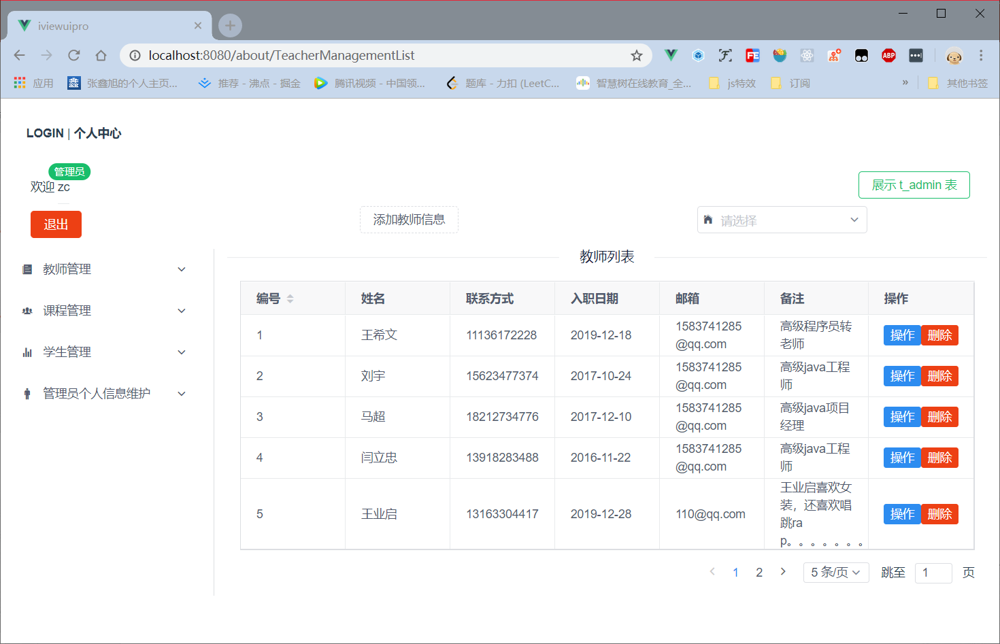 iviewuipro
localhost:8080/about/TeacherManagementList
ABP
应用
鑫
张鑫旭的个人主页...
推荐 - 沸点 - 掘金
腾讯视频 - 中国领...
题库 - 力扣 (LeetC...
智慧树在线教育_全...
js特效
订阅
»
其他书签
LOGIN | 个人中心
管理员
欢迎 zc
展示 t_admin 表
退出
添加教师信息
请选择
教师列表
教师管理
课程管理
学生管理
管理员个人信息维护
编号 姓名 联系方式 入职日期 邮箱 备注 操作
1 王希文 11136172228 2019-12-18 1583741285 高级程序员转 操作 删除
@qq.com 老师
2 刘宇 15623477374 2017-10-24 1583741285 高级java工程 操作 删除
@qq.com 师
3 马超 18212734776 2017-12-10 1583741285 高级java项目 操作 删除
@qq.com 经理
4 闫立忠 13918283488 2016-11-22 1583741285 高级java工程 操作 删除
@qq.com 师
5 王业启 13163304417 2019-12-28 110@qq.com 王业启喜欢女 操作 删除
装，还喜欢唱
跳ra
p。。。。。。。
1 2 5 条/页 跳至 1 页